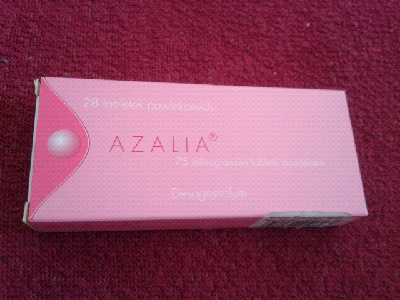 28 tabletek powlekanych
AZALIA®
75 mikrogramów tabletki powlekane
Desogestrelum